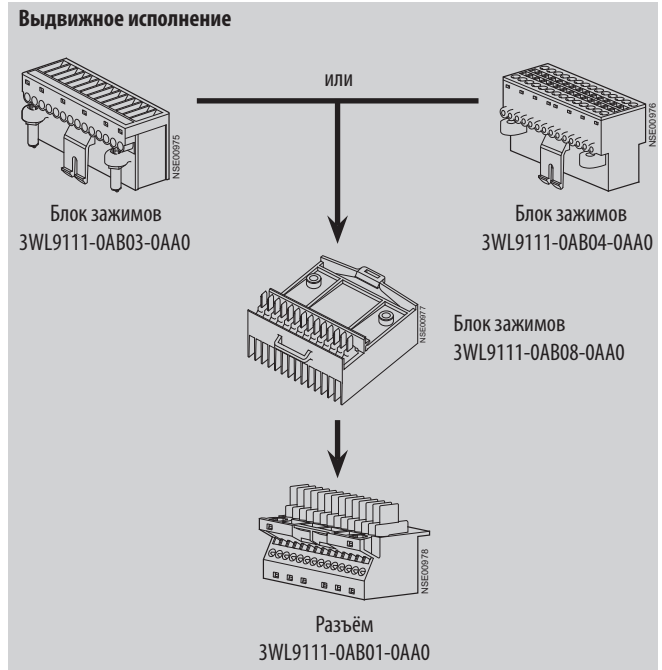 Выдвижное исполнение
или
NSE00975
NSE00976
Блок зажимов
3WL9111-0AB03-0AA0
Блок зажимов
3WL9111-0AB04-0AA0
NSE00977
Блок зажимов
3WL9111-0AB08-0AA0
NSE00978
Разъём
3WL9111-0AB01-0AA0